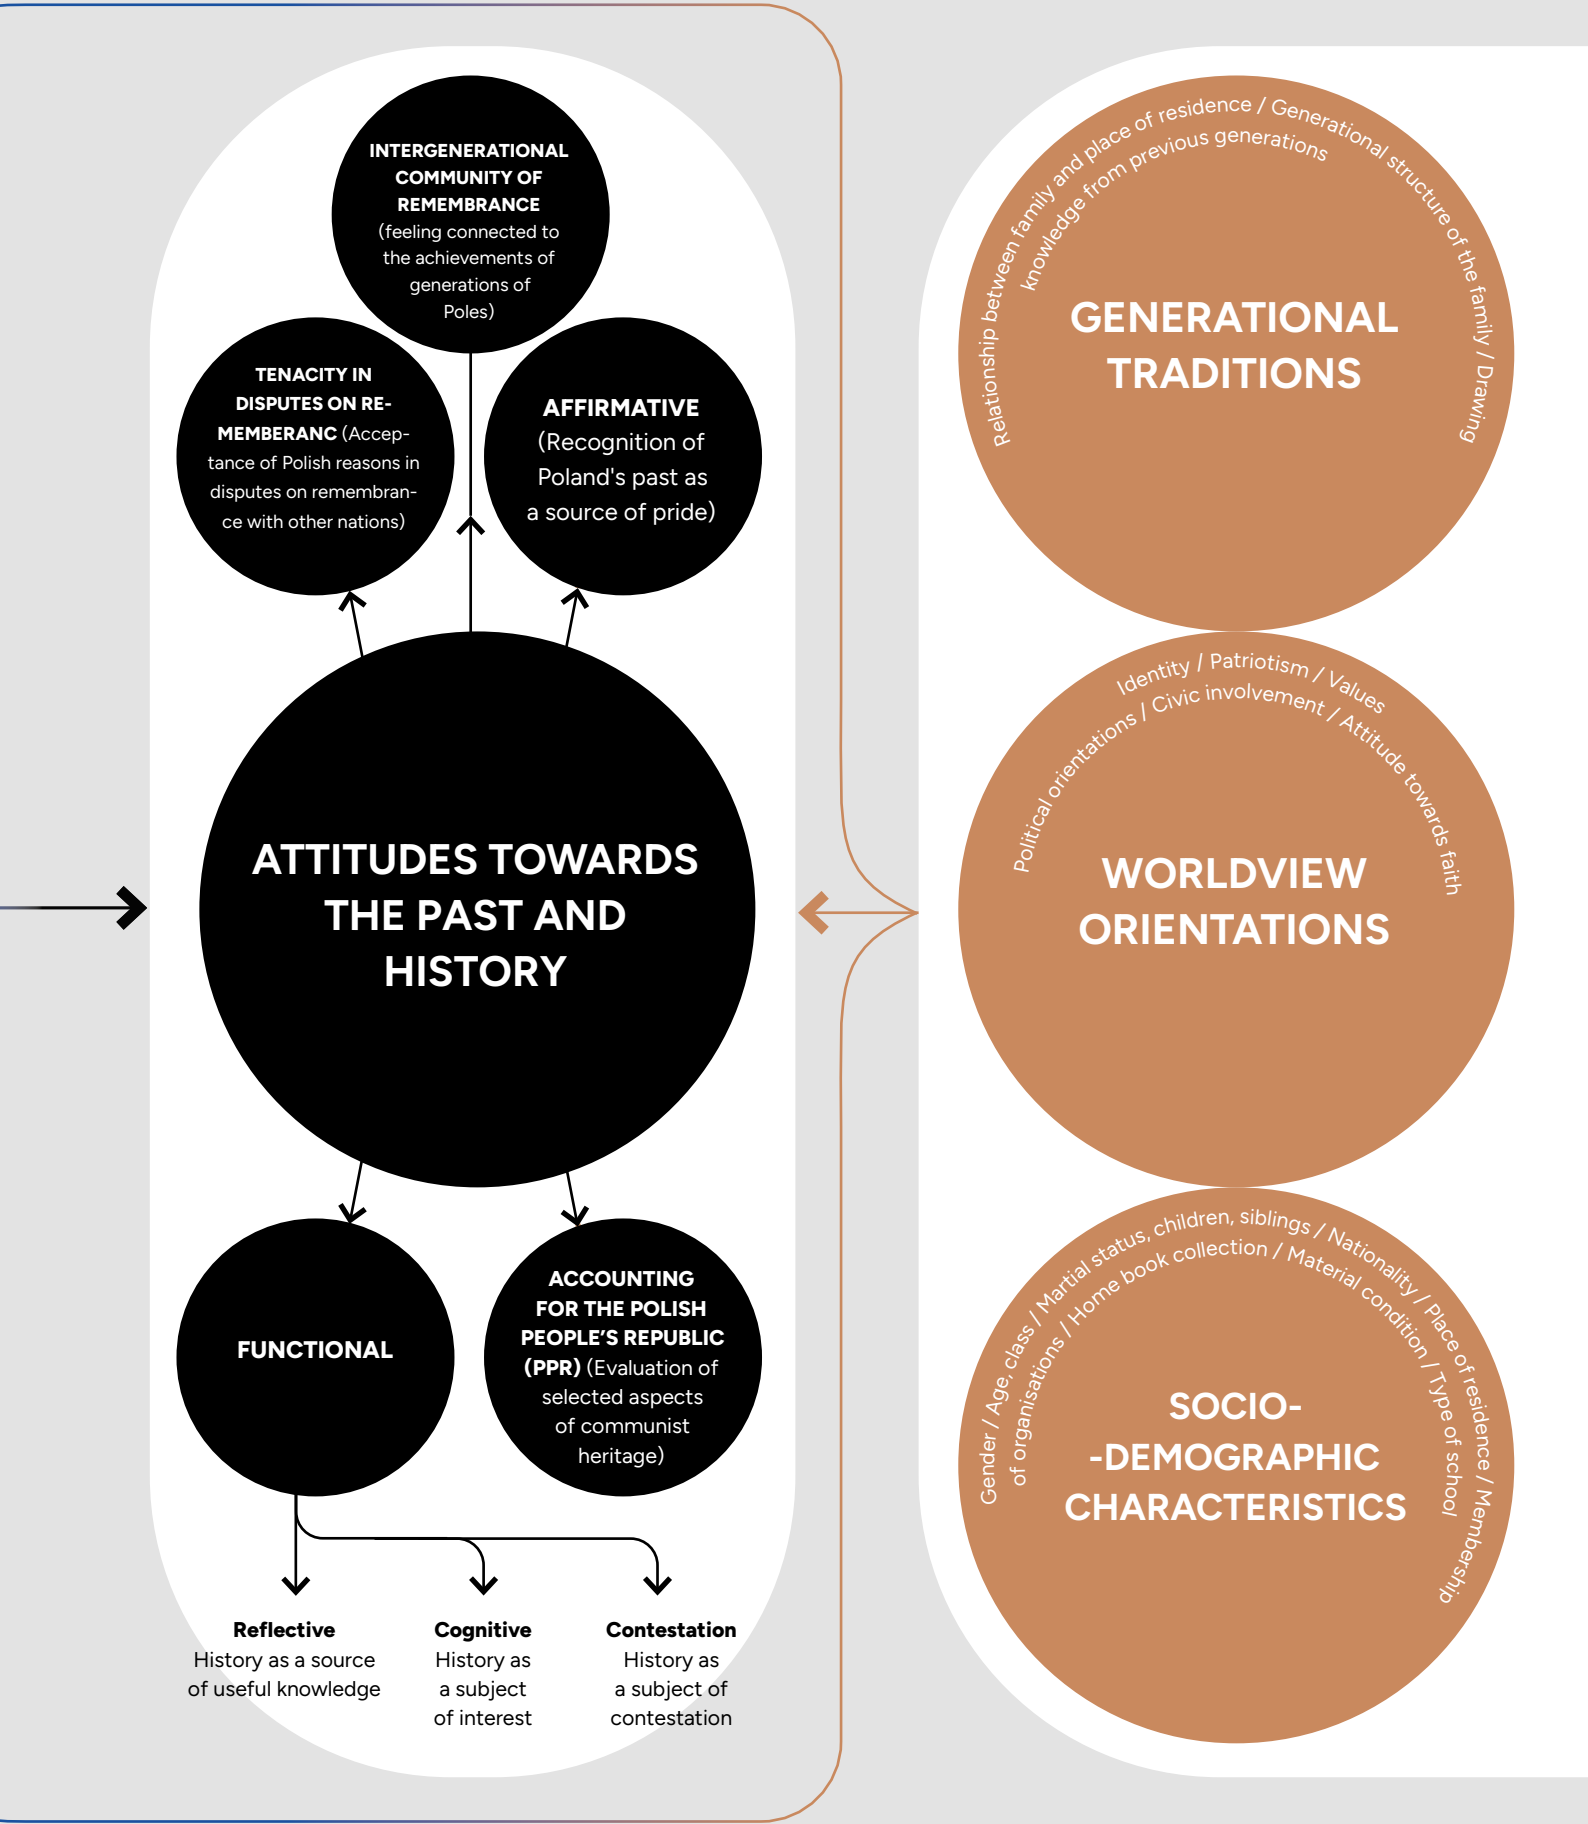 INTERGENERATIONAL
COMMUNITY OF
REMEMBRANCE
(feeling connected to
the achievements of
generations of
Poles)
TENACITY IN
DISPUTES ON RE-
MEMBERANC (Accep-
tance of Polish reasons in
disputes on remembran-
ce with other nations)
AFFIRMATIVE
(Recognition of
Poland's past as
a source of pride)
ATTITUDES TOWARDS
THE PAST AND
HISTORY
FUNCTIONAL
ACCOUNTING
FOR THE POLISH
PEOPLE’S REPUBLIC
(PPR) (Evaluation of
selected aspects
of communist
heritage)
Reflective
History as a source
of useful knowledge
Cognitive
History as
a subject
of interest
Contestation
History as
a subject of
contestation
Relationship between family and place of residence / Generational structure of the family / Drawing
knowledge from previous generations
GENERATIONAL
TRADITIONS
Identity / Patriotism / Values
Political orientations / Civic involvement / Attitude towards faith
WORLDVIEW
ORIENTATIONS
Gender / Age, class / Martial status, children, siblings / Nationality / Place of residence / Membership
of organisations / Home book collection / Material condition / Type of school
SOCIO-
-DEMOGRAPHIC
CHARACTERISTICS